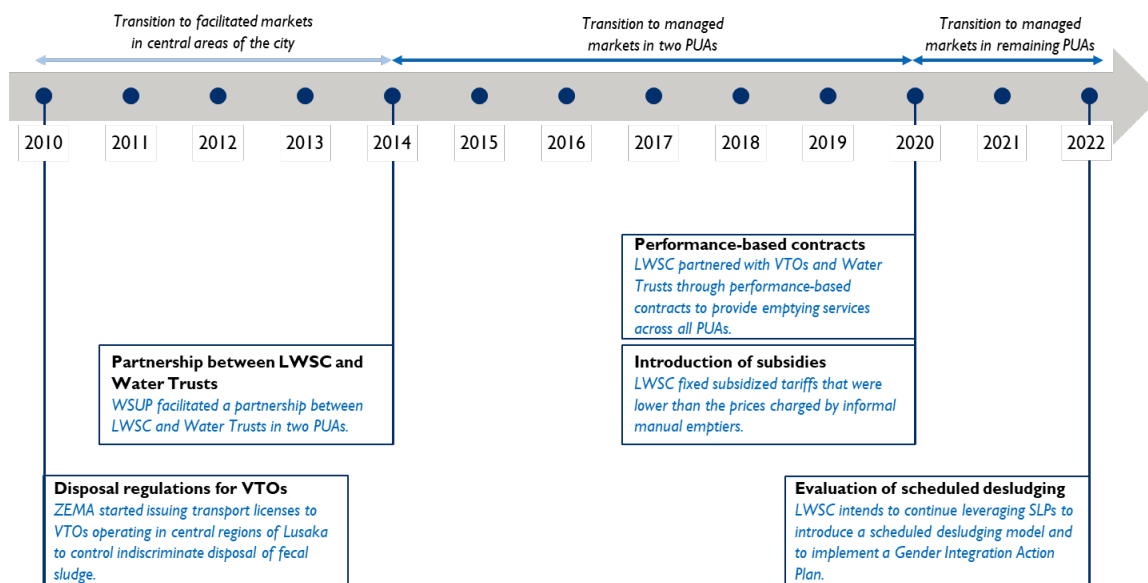 Transition to facilitated markets
in central areas of the city
Transition to managed
markets in two PUAs
Transition to managed
markets in remaining PUAs
2010
2011
2012
2013
2014
2015
2016
2017
2018
2019
2020
2021
2022
Performance-based contracts
LWSC partnered with VTOs and Water
Trusts through performance-based
contracts to provide emptying services
across all PUAs.
Partnership between LWSC and
Water Trusts
WSUP facilitated a partnership between
LWSC and Water Trusts in two PUAs.
Introduction of subsidies
LWSC fixed subsidized tariffs that were
lower than the prices charged by informal
manual emptiers.
Disposal regulations for VTOs
ZEMA started issuing transport licenses to
VTOs operating in central regions of Lusaka
to control indiscriminate disposal of fecal
sludge.
Evaluation of scheduled desludging
LWSC intends to continue leveraging SLPs to
introduce a scheduled desludging model and
to implement a Gender Integration Action
Plan.